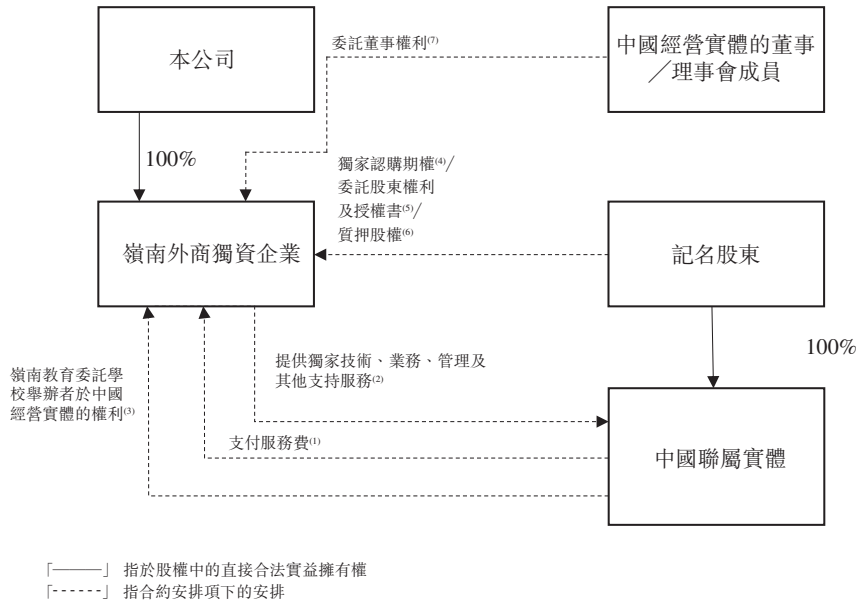 本公司
委託董事權利(7)
中國經營實體的董事
／理事會成員
100%
獨家認購期權(4)/
委託股東權利
及授權書(5)/
質押股權(6)
嶺南外商獨資企業
記名股東
100%
嶺南教育委託學
校舉辦者於中國
經營實體的權利(3)
提供獨家技術、業務、管理及
其他支持服務(2)
支付服務費(1)
中國聯屬實體
「———」 指於股權中的直接合法實益擁有權
「------」 指合約安排項下的安排